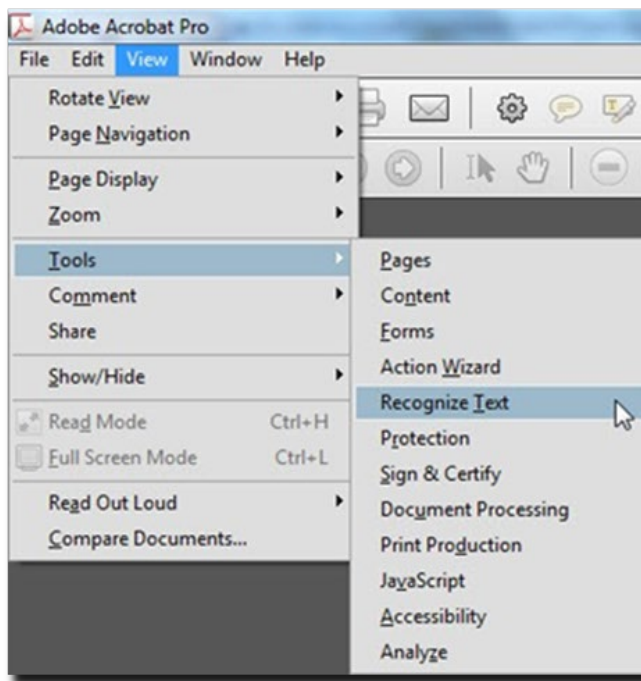 Adobe Acrobat Pro
File Edit View Window Help
Rotate View
Page Navigation
Page Display
Zoom
Tools
Comment
Share
Show/Hide
Read Mode Ctrl+H
Full Screen Mode Ctrl+L
Read Out Loud
Compare Documents...
Pages
Content
Forms
Action Wizard
Recognize Text
Protection
Sign & Certify
Document Processing
Print Production
JavaScript
Accessibility
Analyze